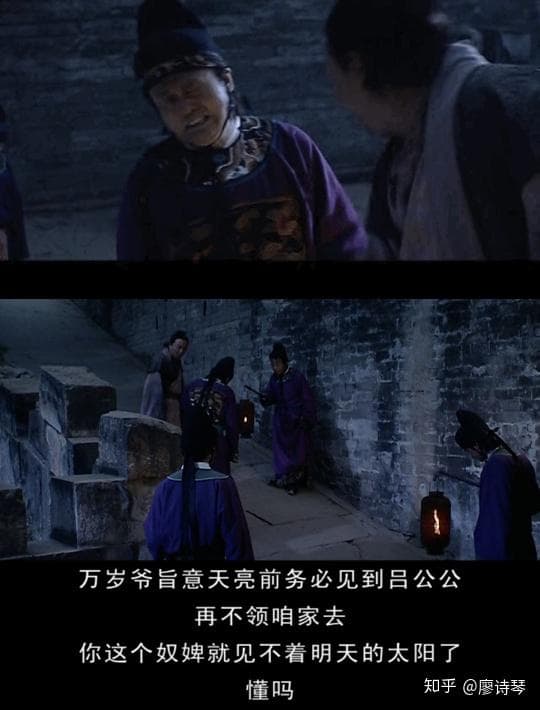 万岁爷旨意天亮前务必见到吕公公
再不领咱家去
你这个奴婢就见不着明天的太阳了
懂吗
知乎 @廖诗琴